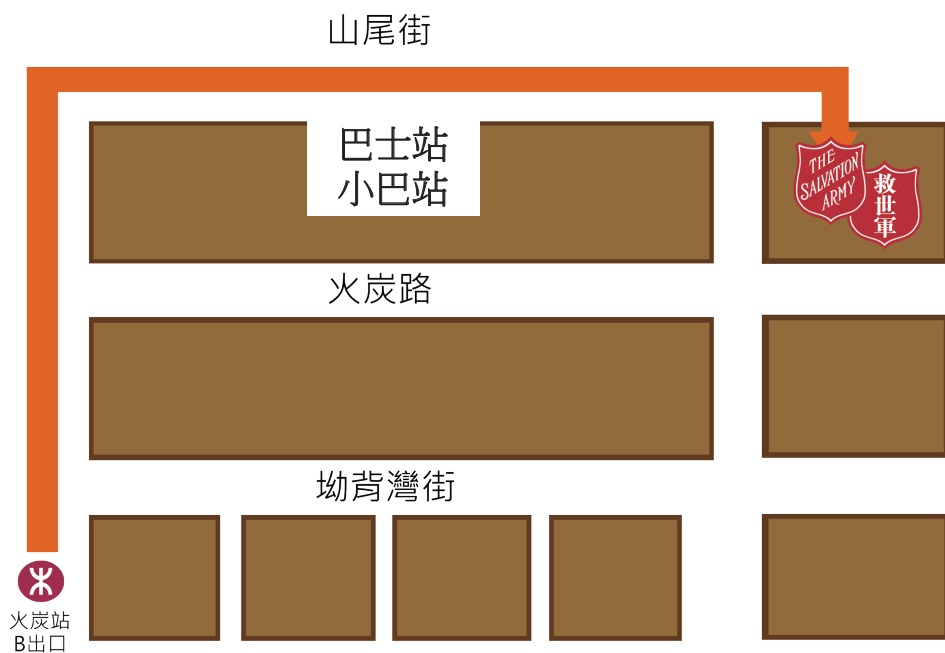 山尾街
巴士站
小巴站
THE
SALVATION
ARMY
救世軍
火炭路
坳背灣街
火炭站
B出口